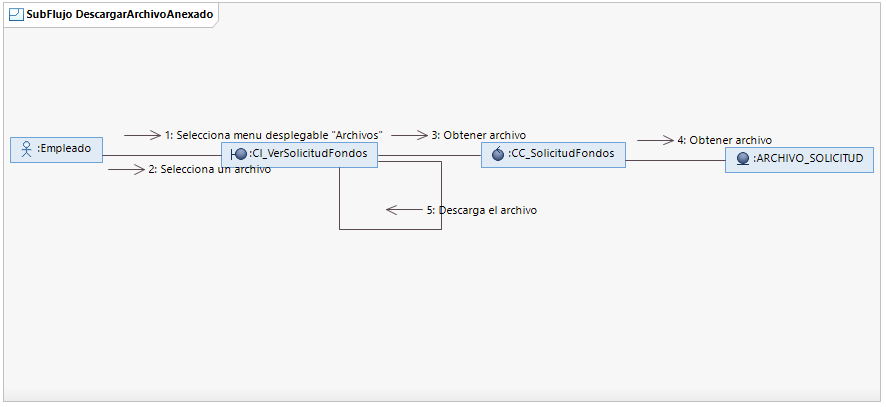 SubFlujo DescargarArchivoAnexado
1: Selecciona menu desplegable "Archivos"
3: Obtener archivo
4: Obtener archivo
:Empleado
:CI_VerSolicitudFondos
:CC_SolicitudFondos
:ARCHIVO_SOLICITUD
2: Selecciona un archivo
5: Descarga el archivo